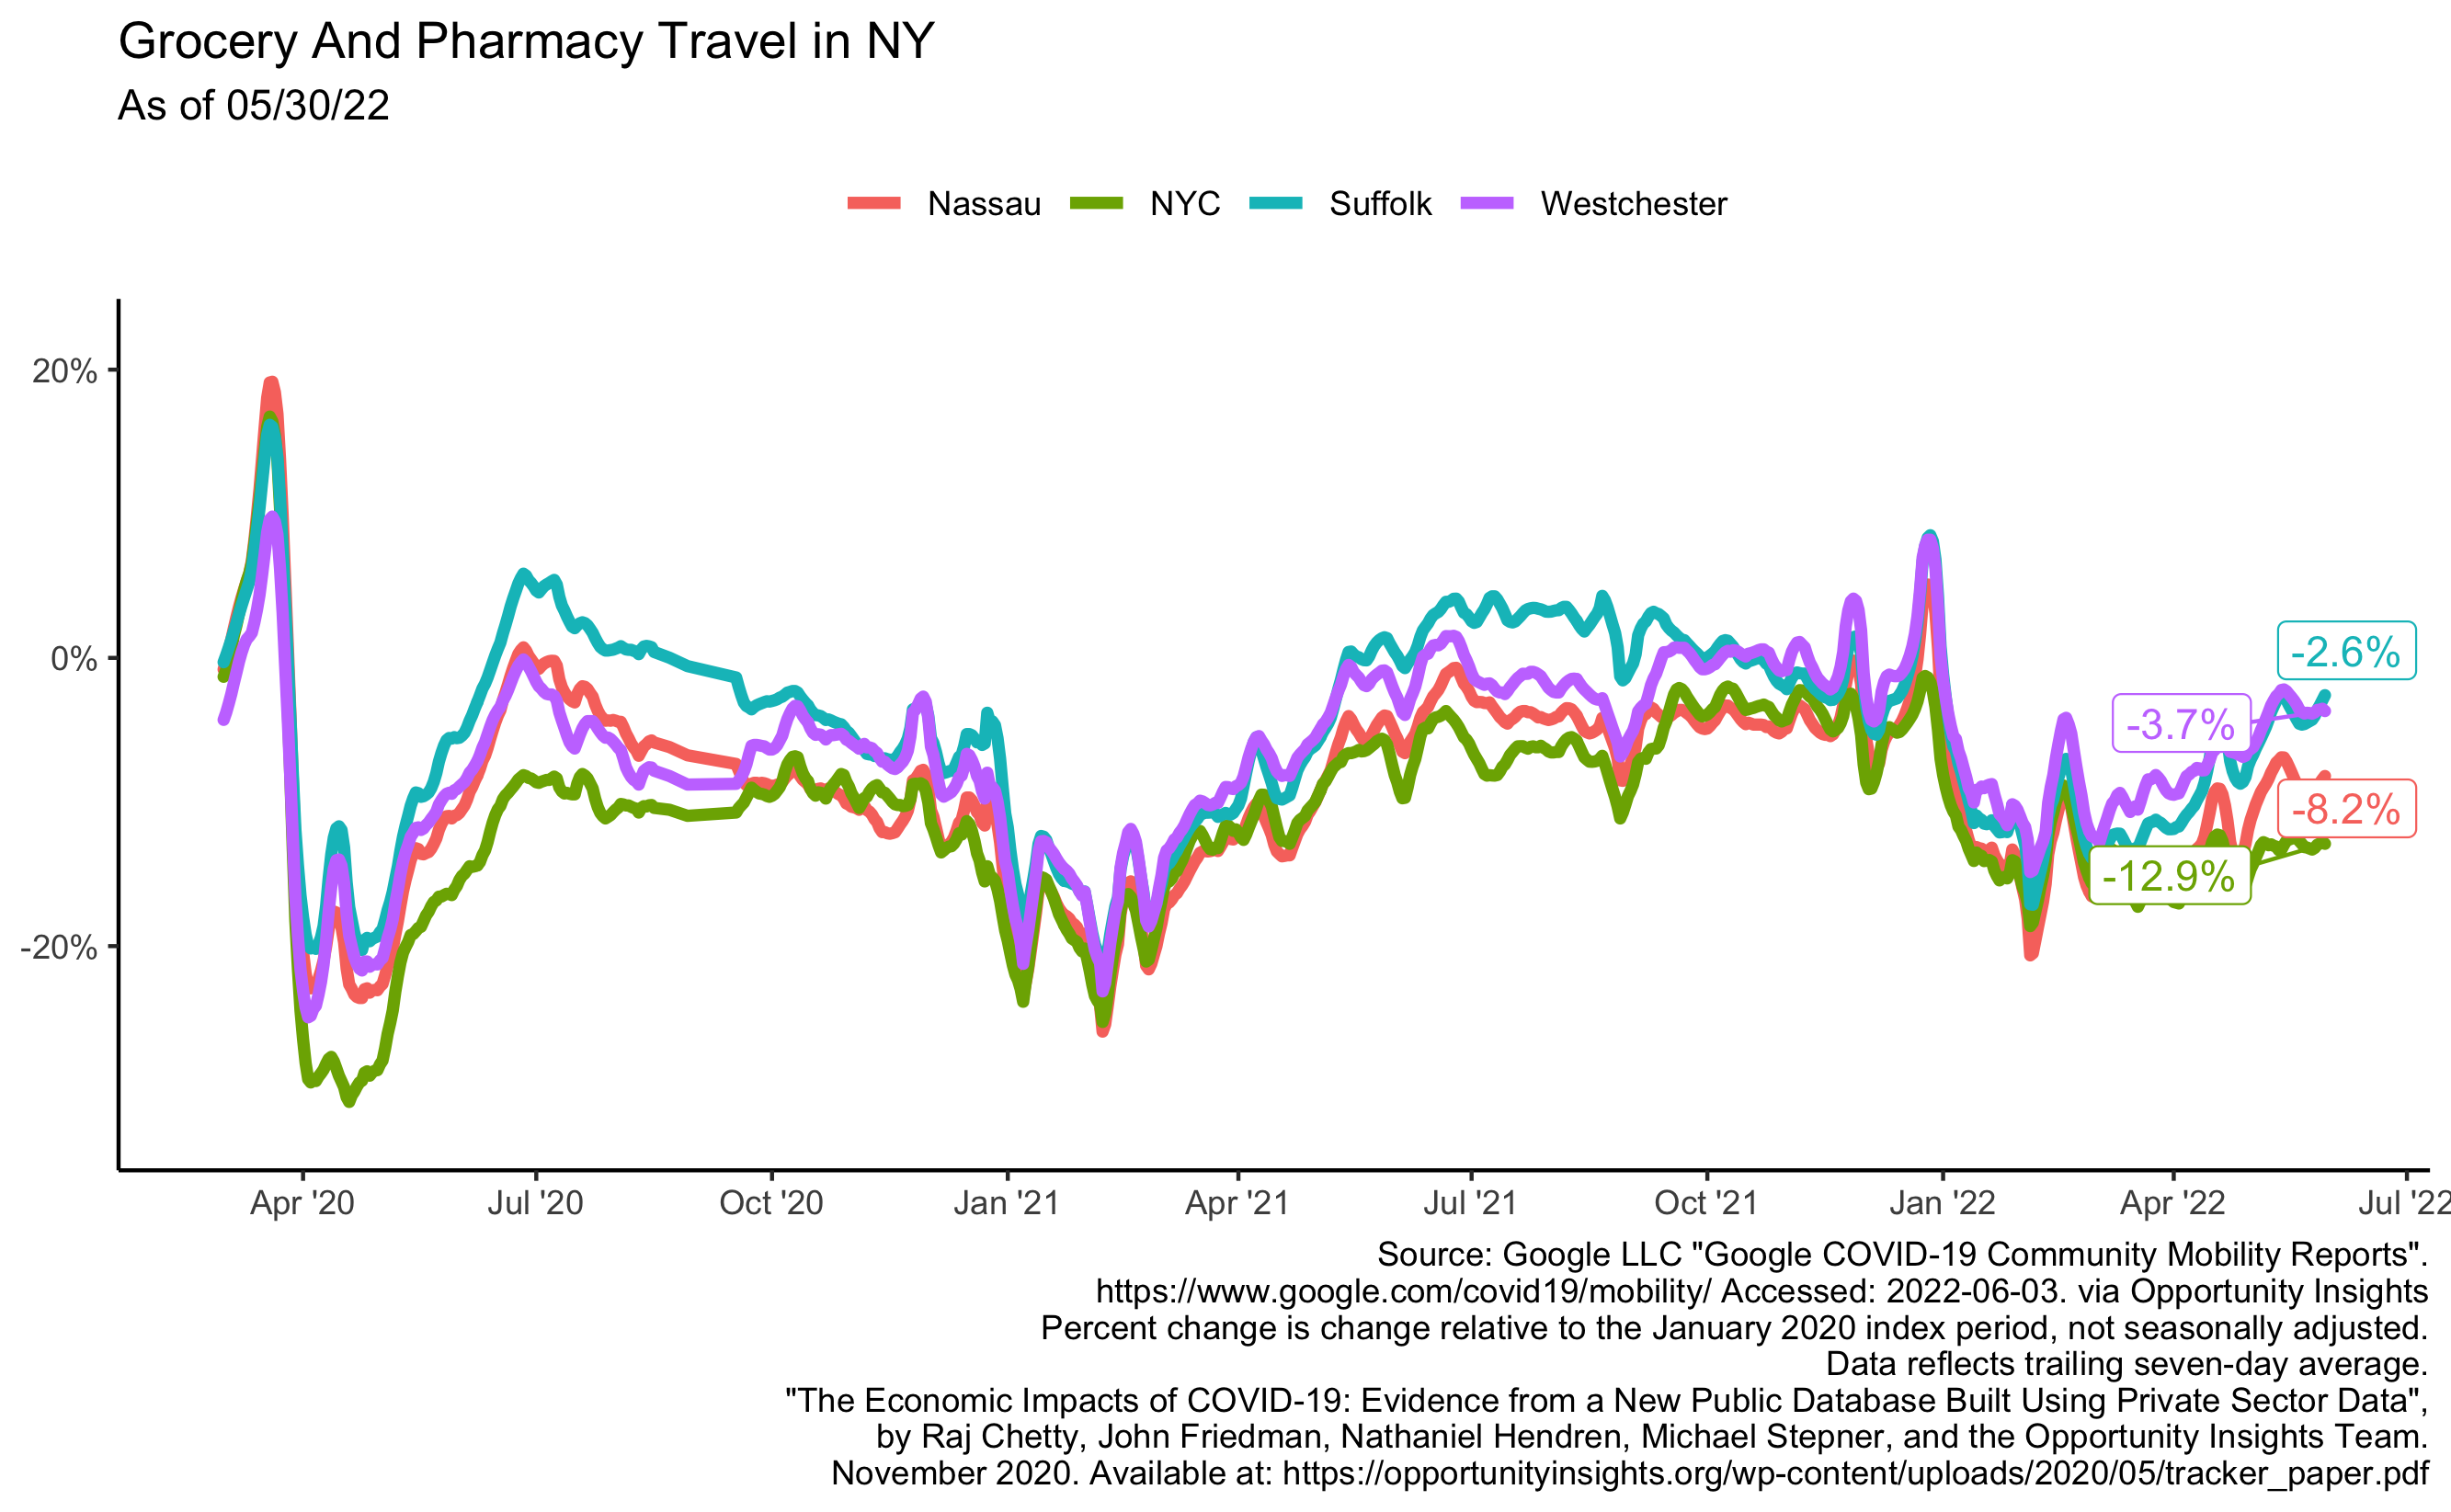 Grocery And Pharmacy Travel in NY
As of 05/30/22
Nassau NYC Suffolk Westchester
20%
0%
-20%
-2.6%
-3.7%
-8.2%
-12.9%
Apr '20 Jul '20 Oct '20 Jan '21 Apr '21 Jul '21 Oct '21 Jan '22 Apr '22 Jul '22
Source: Google LLC "Google COVID-19 Community Mobility Reports".
https://www.google.com/covid19/mobility/ Accessed: 2022-06-03. via Opportunity Insights
Percent change is change relative to the January 2020 index period, not seasonally adjusted.
Data reflects trailing seven-day average.
"The Economic Impacts of COVID-19: Evidence from a New Public Database Built Using Private Sector Data",
by Raj Chetty, John Friedman, Nathaniel Hendren, Michael Stepner, and the Opportunity Insights Team.
November 2020. Available at: https://opportunityinsights.org/wp-content/uploads/2020/05/tracker_paper.pdf